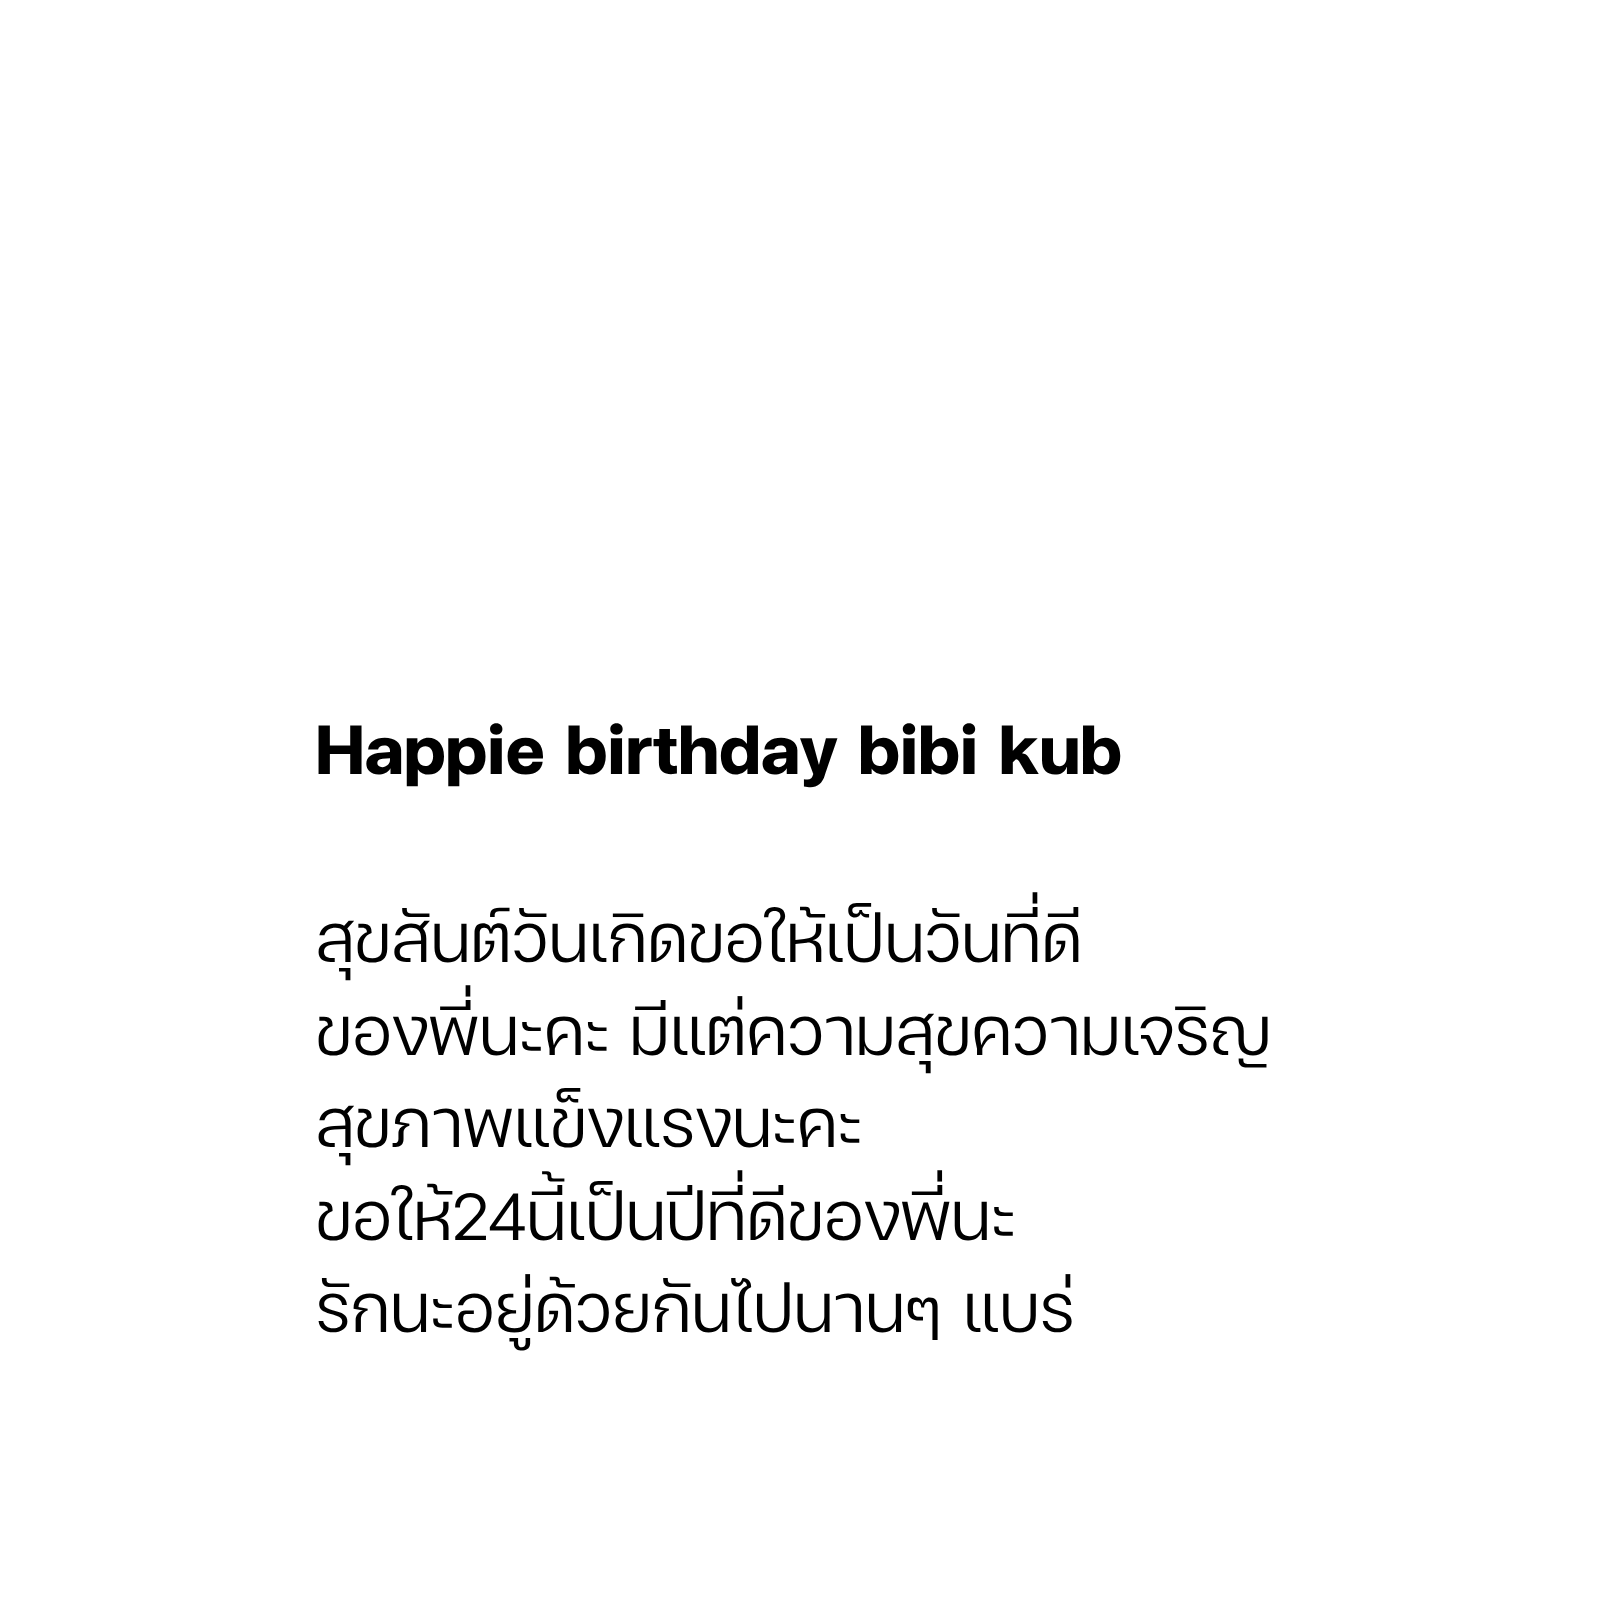 Happie birthday bibi kub
สุขสันต์วันเกิดขอให้เป็นวันที่ดี
ของพี่นะคะ มีแต่ความสุขความเจริญ
สุขภาพแข็งแรงนะคะ
ขอให้24นี้เป็นปีที่ดีของพี่นะ
รักนะอยู่ด้วยกันไปนานๆ แบร่